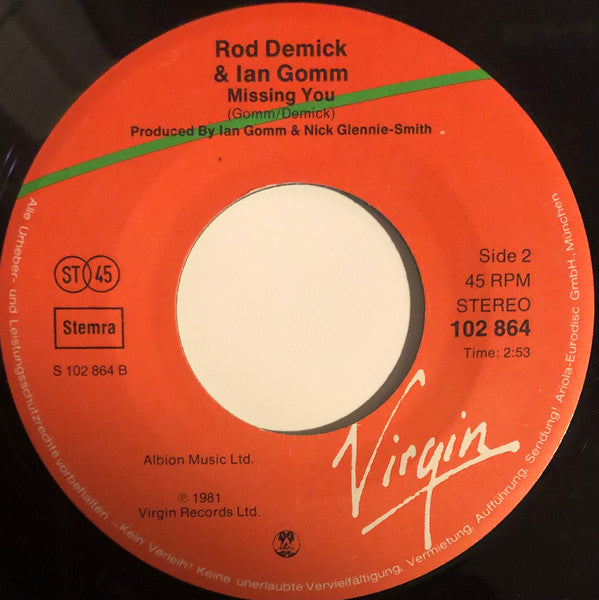 Rod Demick
& Ian Gomm
Missing You
(Gomm/Demick)
Produced By Ian Gomm & Nick Glennie-Smith
ST 45
Stemra
S 102 864 B
Side 2
45 RPM
STEREO
102 864
Time: 2:53
Albion Music Ltd.
℗ 1981
Virgin Records Ltd.
Virgin
Alle Urheber- und Leistungsschutzrechte vorbehalten – Kein Verleih! Keine unerlaubte Vervielfältigung, Vermietung, Aufführung, Sendung! Ariola-Eurodisc GmbH · München